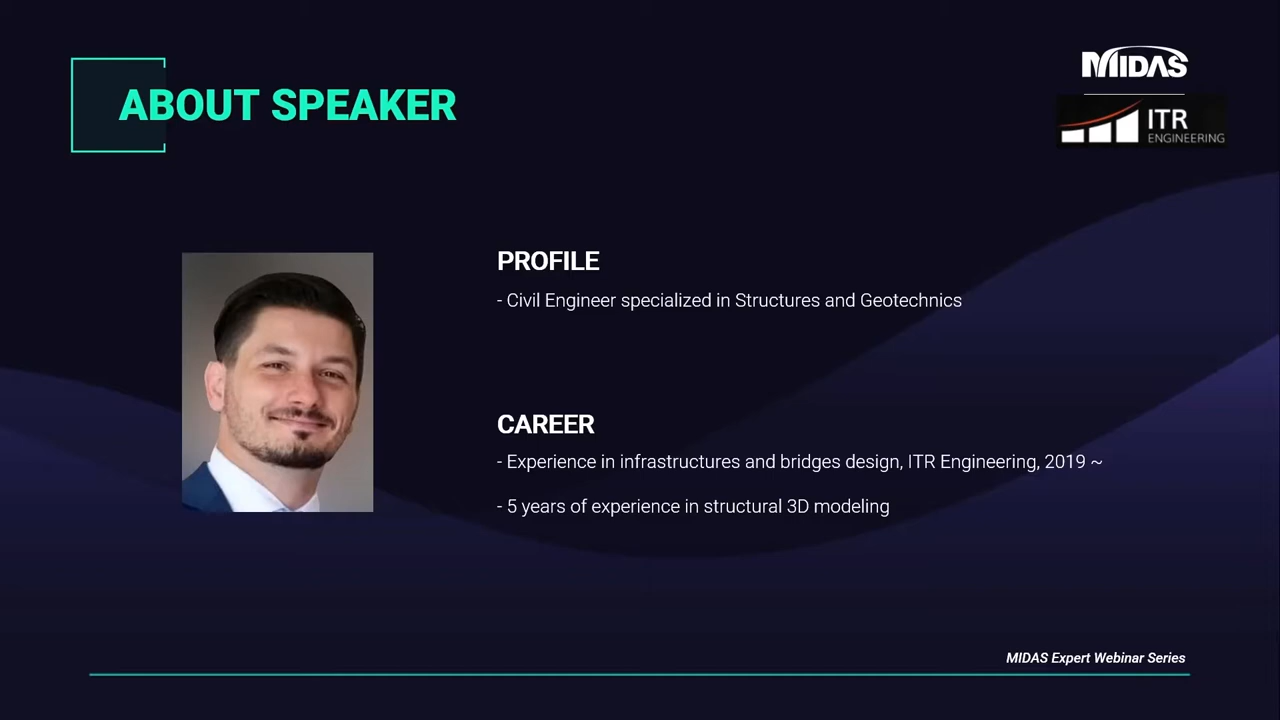 ABOUT SPEAKER
MIDAS
ITR
ENGINEERING
PROFILE
- Civil Engineer specialized in Structures and Geotechnics
CAREER
- Experience in infrastructures and bridges design, ITR Engineering, 2019 ~
- 5 years of experience in structural 3D modeling
MIDAS Expert Webinar Series